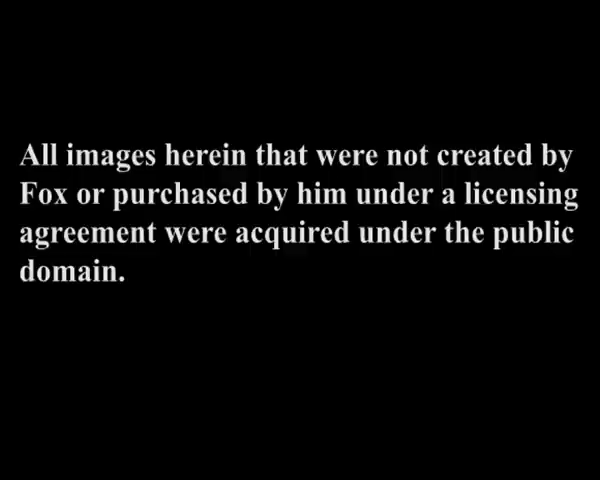 All images herein that were not created by
Fox or purchased by him under a licensing
agreement were acquired under the public
domain.